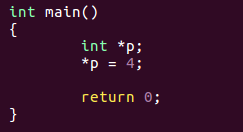 int main()
{
        int *p;
        *p = 4;

        return 0;
}